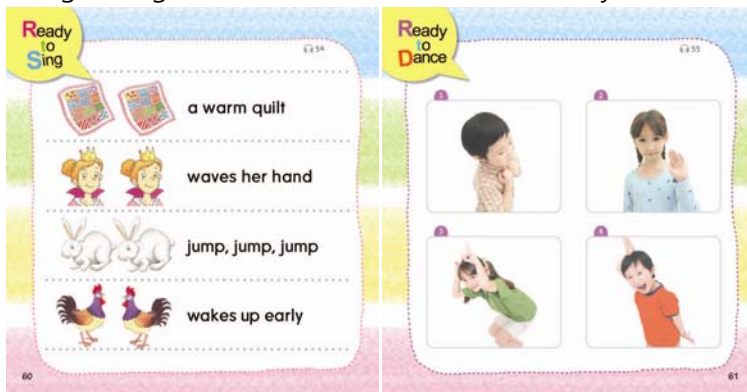 Ready
to
Sing
54
a warm quilt
waves her hand
jump, jump, jump
wakes up early
60
Ready
to
Dance
55
1
2
3
4
61